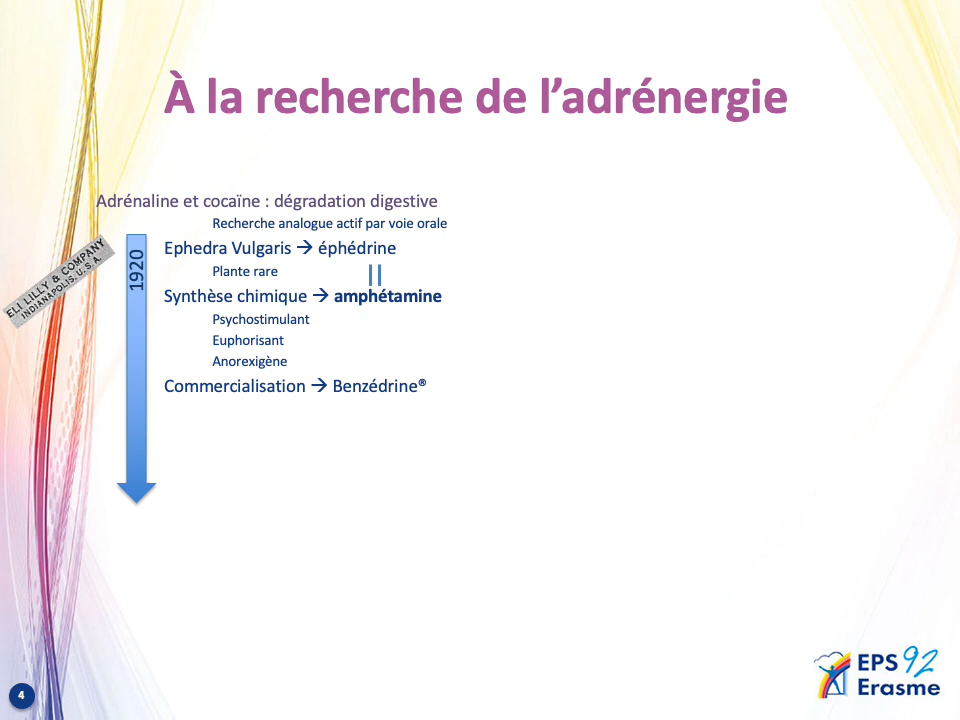 À la recherche de l’adrénergie
Adrénaline et cocaïne : dégradation digestive
Recherche analogue actif par voie orale
Ephedra Vulgaris → éphédrine
Plante rare
Synthèse chimique → amphétamine
Psychostimulant
Euphorisant
Anorexigène
Commercialisation → Benzédrine®
1920
ELI LILLY & COMPANY
INDIANAPOLIS, U.S.A.
4
EPS 92
Erasme